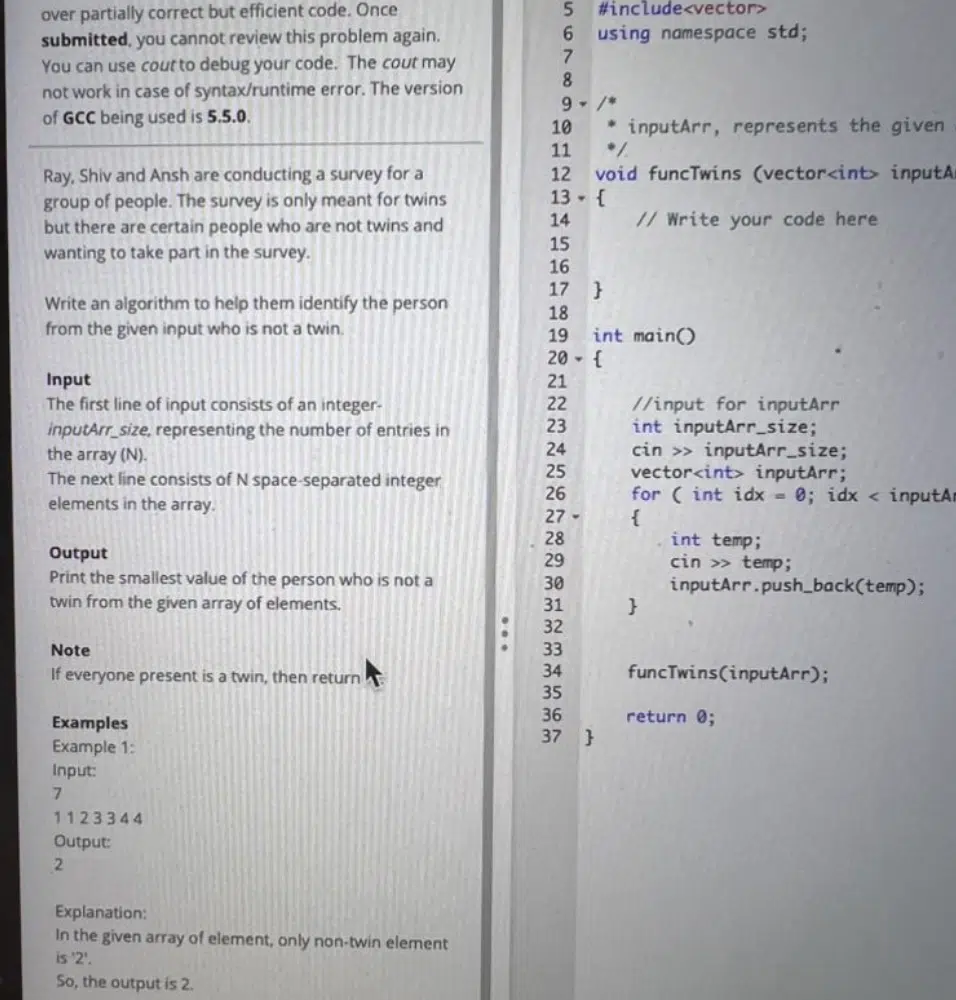 over partially correct but efficient code. Once
submitted, you cannot review this problem again.
You can use cout to debug your code. The cout may
not work in case of syntax/runtime error. The version
of GCC being used is 5.5.0.
Ray, Shiv and Ansh are conducting a survey for a
group of people. The survey is only meant for twins
but there are certain people who are not twins and
wanting to take part in the survey.
Write an algorithm to help them identify the person
from the given input who is not a twin.
Input
The first line of input consists of an integer-
inputArr_size, representing the number of entries in
the array (N).
The next line consists of N space-separated integer
elements in the array.
Output
Print the smallest value of the person who is not a
twin from the given array of elements.
Note
If everyone present is a twin, then return
Examples
Example 1:
Input:
7
1 1 2 3 3 4 4
Output:
2
Explanation:
In the given array of element, only non-twin element
is '2'.
So, the output is 2.
5 #include<vector>
6 using namespace std;
7
8
9 /*
10 * inputArr, represents the given
11 */
12 void funcTwins (vector<int> inputA
13 {
14 // Write your code here
15
16
17 }
18
19 int main()
20 {
21
22 //input for inputArr
23 int inputArr_size;
24 cin >> inputArr_size;
25 vector<int> inputArr;
26 for ( int idx = 0; idx < inputAr
27 {
28 int temp;
29 cin >> temp;
30 inputArr.push_back(temp);
31 }
32
33
34 funcTwins(inputArr);
35
36 return 0;
37 }